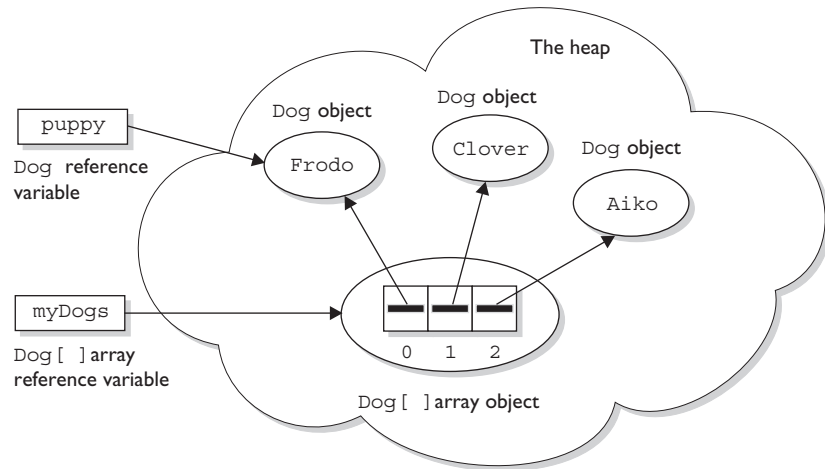 The heap
Dog object
Dog object
puppy
Clover
Dog object
Frodo
Dog reference
variable
Aiko
myDogs
0 1 2
Dog[ ]array
reference variable
Dog[ ]array object